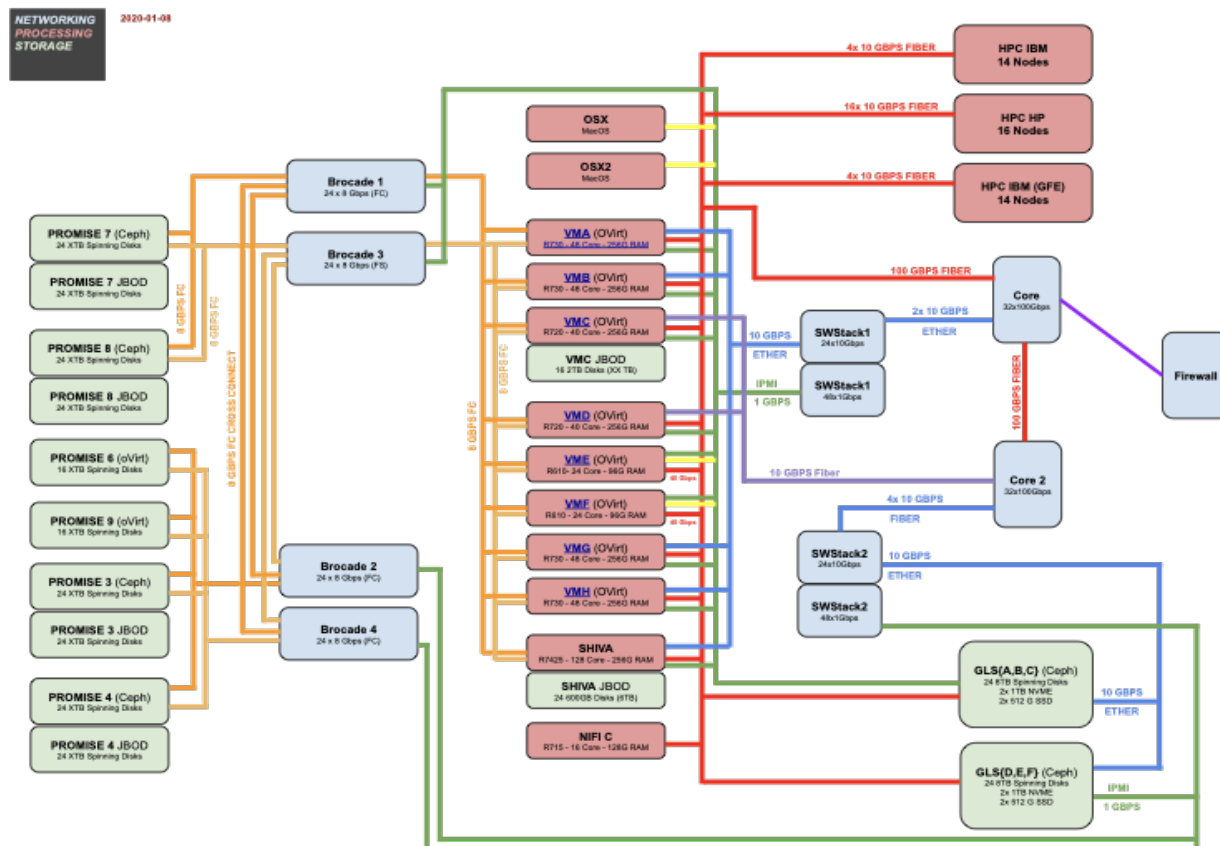 NETWORKING
PROCESSING
STORAGE
2020-01-08
4x 10 GBPS FIBER
HPC IBM
14 Nodes
16x 10 GBPS FIBER
HPC HP
16 Nodes
4x 10 GBPS FIBER
HPC IBM (GFE)
14 Nodes
OSX
MacOS
OSX2
MacOS
Brocade 1
24 x 8 Gbps (FC)
Brocade 3
24 x 8 Gbps (FS)
PROMISE 7 (Ceph)
24 XTB Spinning Disks
PROMISE 7 JBOD
24 XTB Spinning Disks
PROMISE 8 (Ceph)
24 XTB Spinning Disks
PROMISE 8 JBOD
24 XTB Spinning Disks
PROMISE 6 (oVirt)
16 XTB Spinning Disks
PROMISE 9 (oVirt)
16 XTB Spinning Disks
PROMISE 3 (Ceph)
24 XTB Spinning Disks
PROMISE 3 JBOD
24 XTB Spinning Disks
PROMISE 4 (Ceph)
24 XTB Spinning Disks
PROMISE 4 JBOD
24 XTB Spinning Disks
8 GBPS FC
8 GBPS FC
8 GBPS FC CROSS CONNECT
Brocade 2
24 x 8 Gbps (FC)
Brocade 4
24 x 8 Gbps (FC)
8 GBPS FC
8 GBPS FC
VMA (OVirt)
R730 - 48 Core - 256G RAM
VMB (OVirt)
R730 - 48 Core - 256G RAM
VMC (OVirt)
R720 - 40 Core - 256G RAM
VMC JBOD
16 2TB Disks (XX TB)
VMD (OVirt)
R720 - 40 Core - 256G RAM
VME (OVirt)
R610- 24 Core - 96G RAM
40 Gbps
VMF (OVirt)
R610 - 24 Core - 96G RAM
40 Gbps
VMG (OVirt)
R730 - 48 Core - 256G RAM
VMH (OVirt)
R730 - 48 Core - 256G RAM
SHIVA
R7425 - 128 Core - 256G RAM
SHIVA JBOD
24 600GB Disks (6TB)
NIFI C
R715 - 16 Core - 128G RAM
100 GBPS FIBER
Core
32x100Gbps
2x 10 GBPS
ETHER
10 GBPS
ETHER
SWStack1
24x10Gbps
IPMI
1 GBPS
SWStack1
48x1Gbps
Firewall
100 GBPS FIBER
10 GBPS Fiber
Core 2
32x100Gbps
4x 10 GBPS
FIBER
SWStack2
24x10Gbps
10 GBPS
ETHER
SWStack2
48x1Gbps
GLS{A,B,C} (Ceph)
24 8TB Spinning Disks
2x 1TB NVME
2x 512 G SSD
10 GBPS
ETHER
GLS{D,E,F} (Ceph)
24 8TB Spinning Disks
2x 1TB NVME
2x 512 G SSD
IPMI
1 GBPS